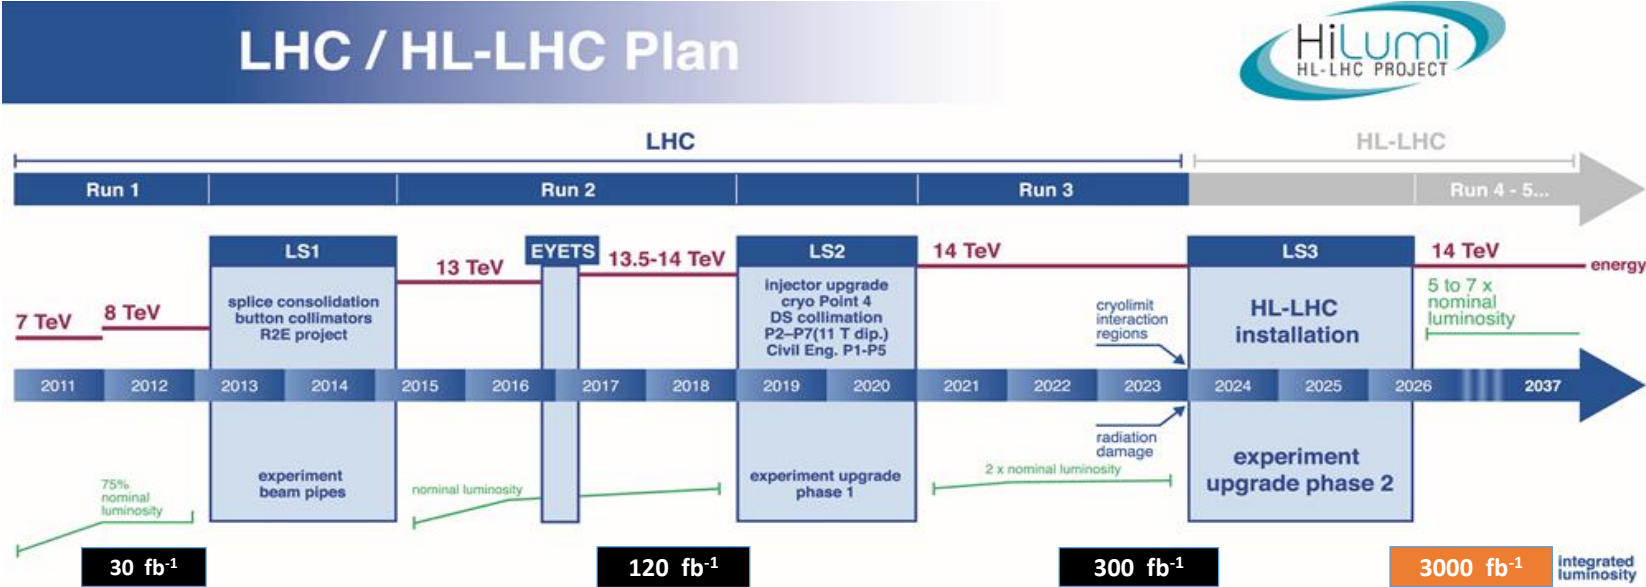 LHC / HL-LHC Plan
HiLumi
HL-LHC PROJECT
LHC
HL-LHC
Run 1
Run 2
Run 3
Run 4 - 5...
LS1
EYETS
LS2
LS3
14 TeV
14 TeV
13 TeV
13.5-14 TeV
energy
splice consolidation
button collimators
R2E project
injector upgrade
cryo Point 4
DS collimation
P2–P7(11 T dip.)
Civil Eng. P1-P5
cryolimit
interaction
regions
HL-LHC
installation
5 to 7 x
nominal
luminosity
7 TeV
8 TeV
2011
2012
2013
2014
2015
2016
2017
2018
2019
2020
2021
2022
2023
2024
2025
2026
2037
radiation
damage
75%
nominal
luminosity
experiment
beam pipes
nominal luminosity
experiment upgrade
phase 1
2 x nominal luminosity
experiment
upgrade phase 2
30 fb-1
120 fb-1
300 fb-1
3000 fb-1
integrated
luminosity